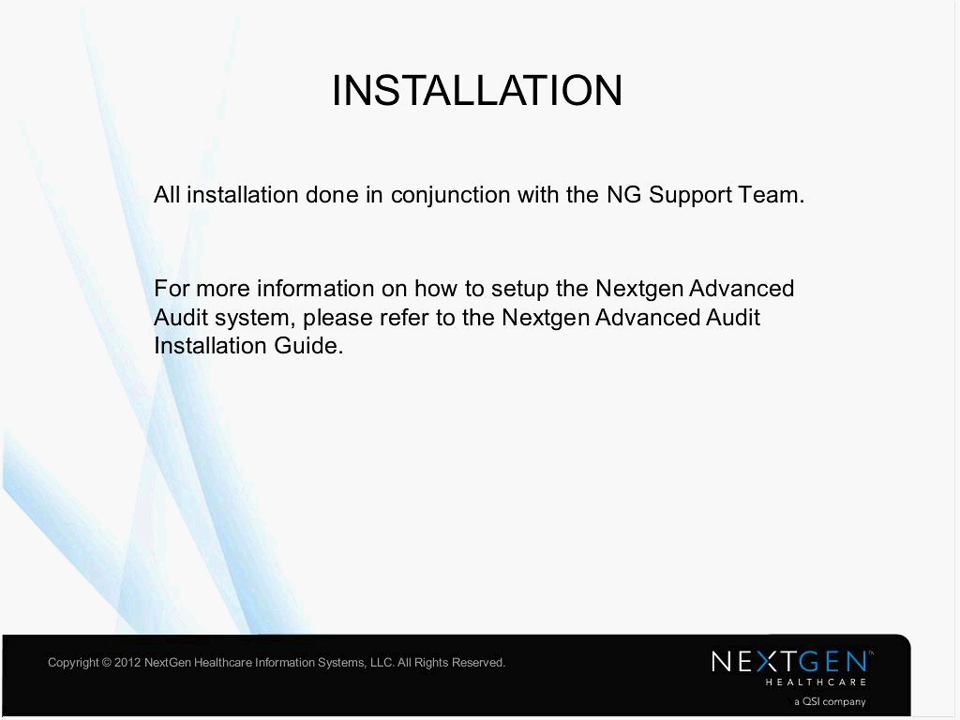 INSTALLATION
All installation done in conjunction with the NG Support Team.
For more information on how to setup the Nextgen Advanced
Audit system, please refer to the Nextgen Advanced Audit
Installation Guide.
Copyright © 2012 NextGen Healthcare Information Systems, LLC. All Rights Reserved.
NEXTGEN™
HEALTHCARE
a QSI company